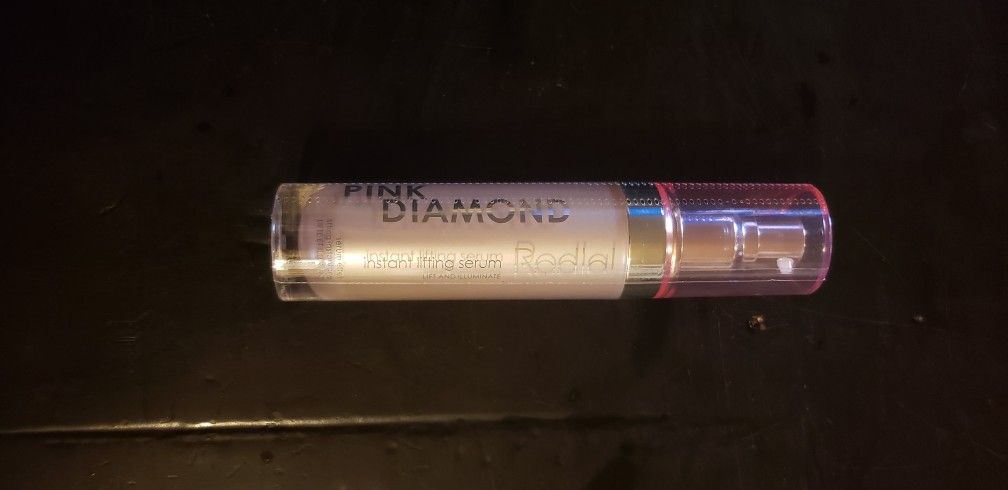 PINK
DIAMOND
instant lifting serum
LIFT AND ILLUMINATE
Rodial